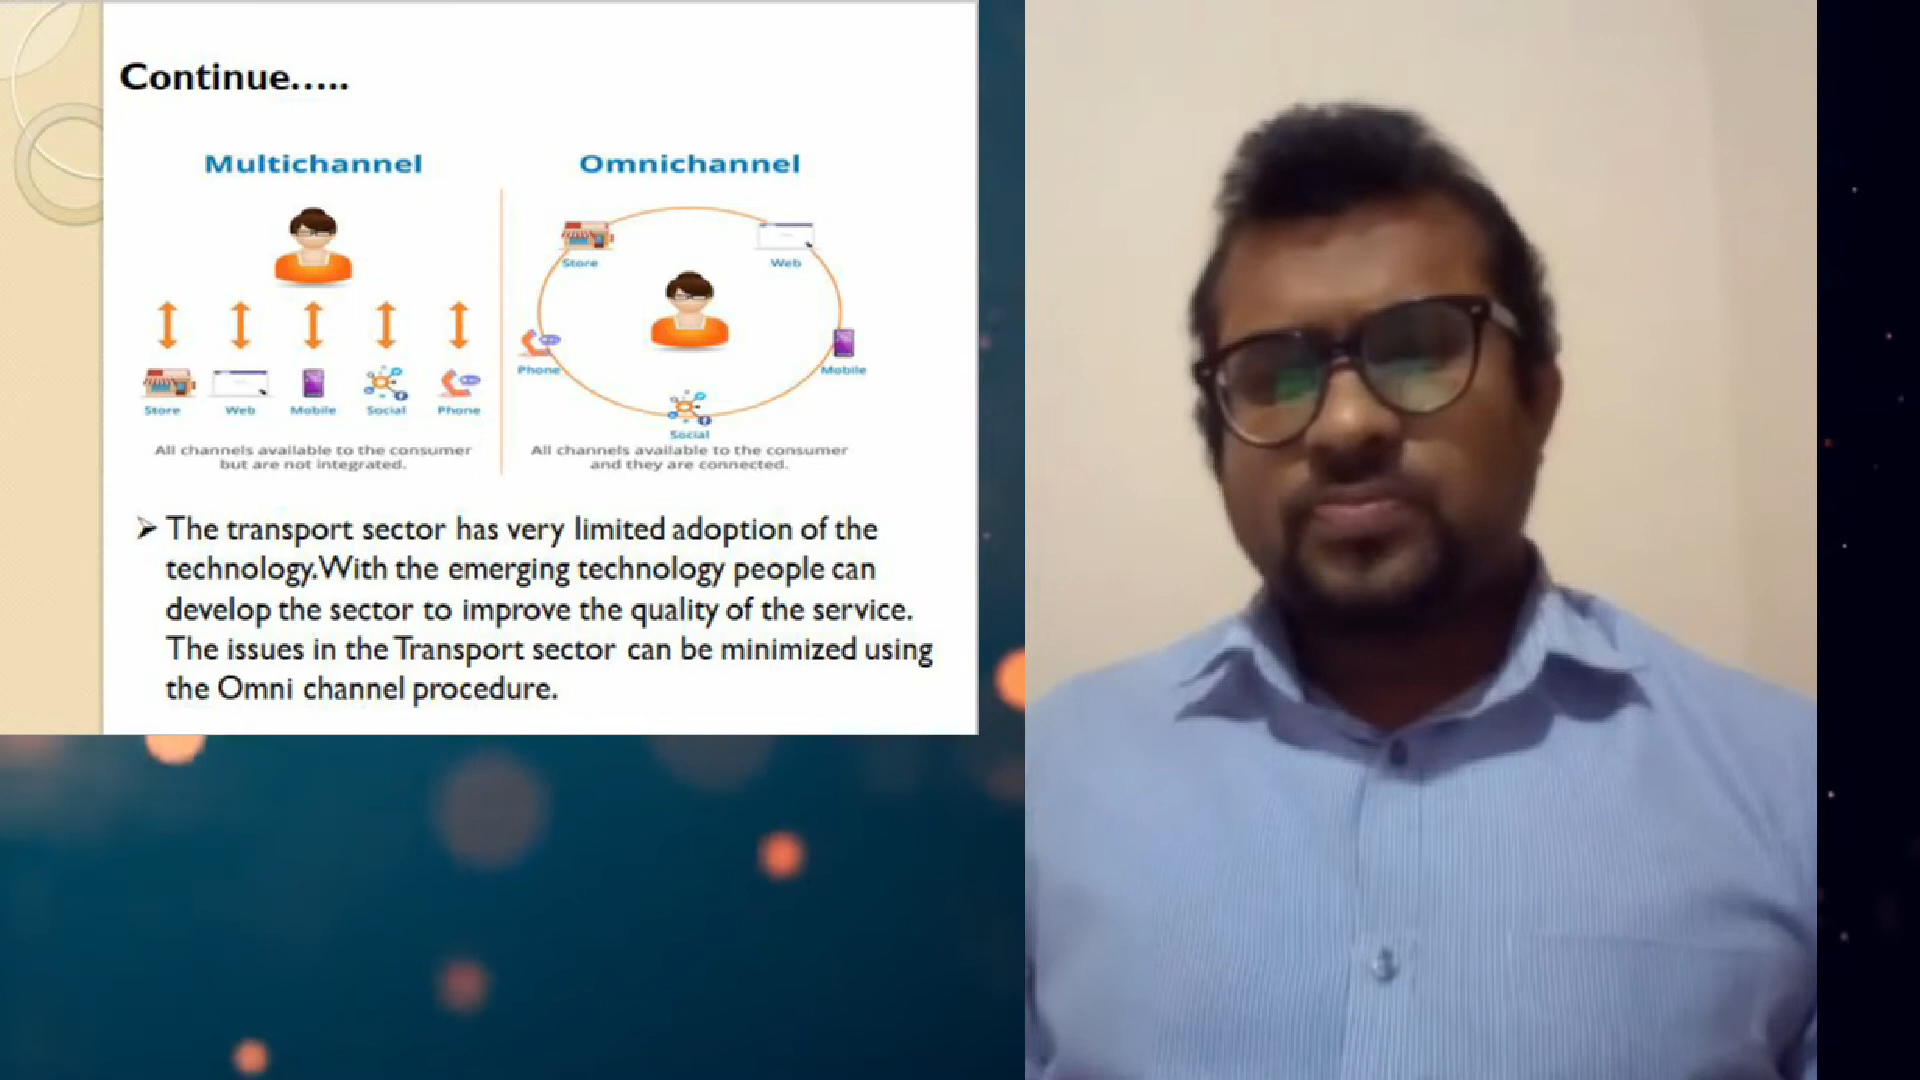 Continue.....
Multichannel
Store Web Mobile Social Phone
All channels available to the consumer
but are not integrated.
Omnichannel
Store Web
Phone Mobile
Social
All channels available to the consumer
and they are connected.
The transport sector has very limited adoption of the
technology.With the emerging technology people can
develop the sector to improve the quality of the service.
The issues in the Transport sector can be minimized using
the Omni channel procedure.